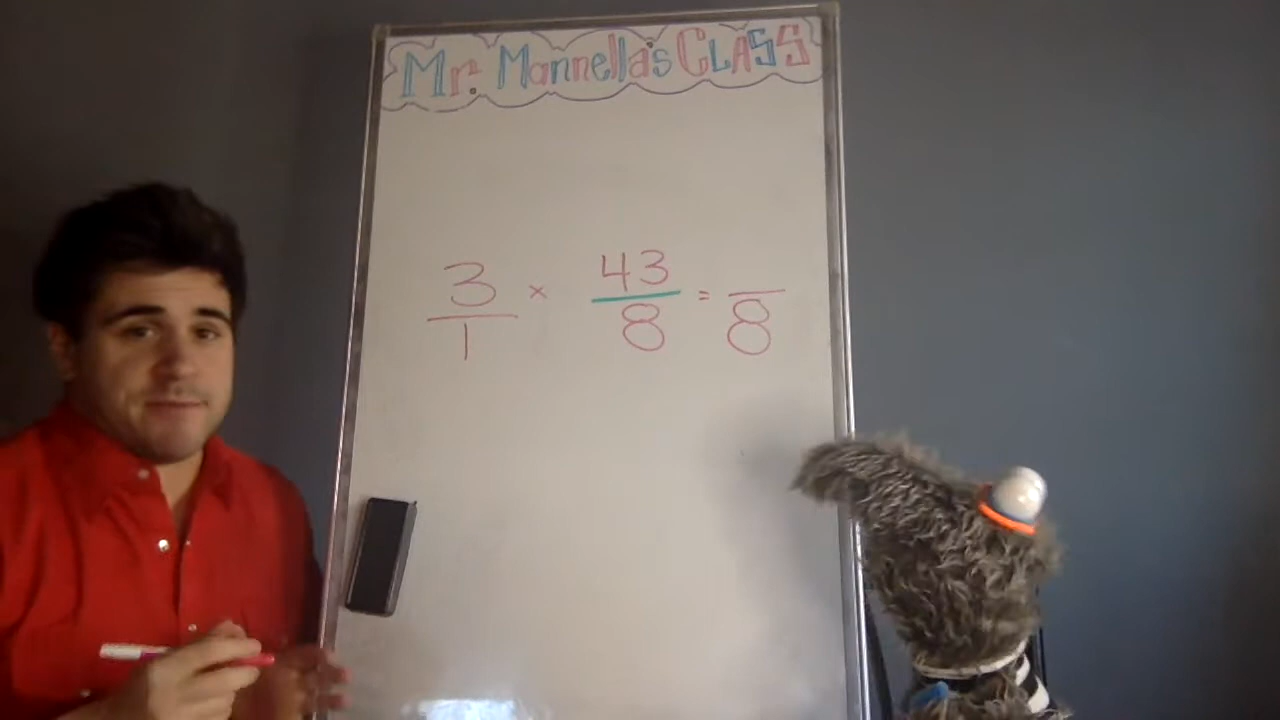 Mr. Mannella's CLASS
3/1 × 43/8 = /8